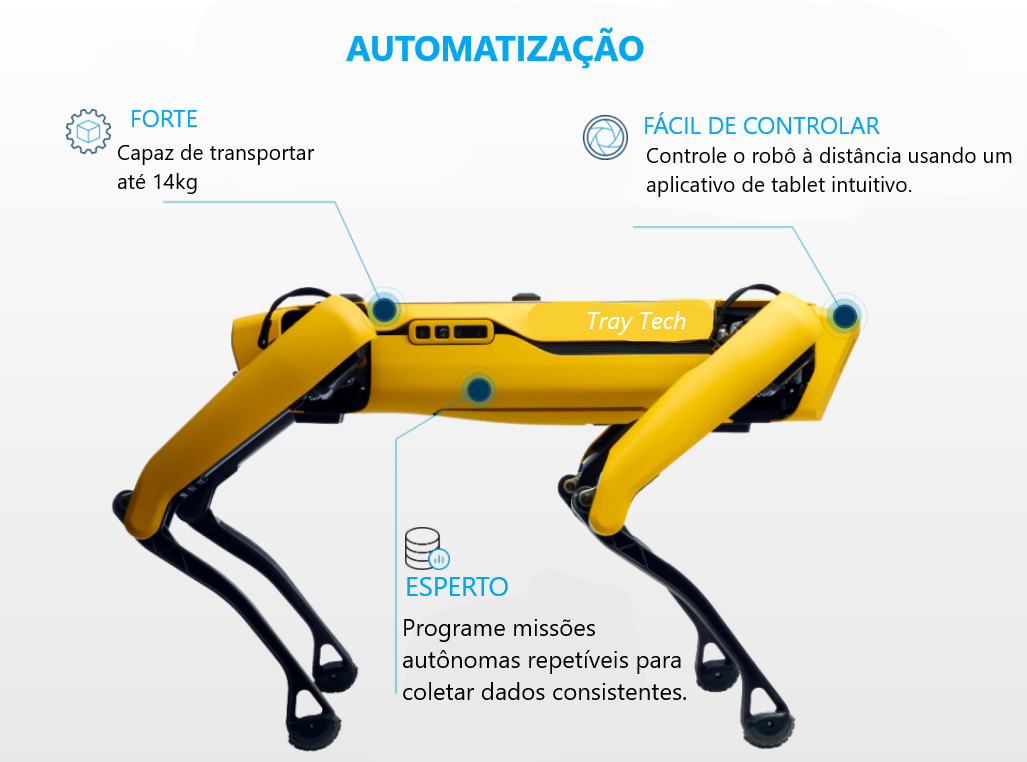 AUTOMATIZAÇÃO
FORTE
Capaz de transportar
até 14kg
FÁCIL DE CONTROLAR
Controle o robô à distância usando um
aplicativo de tablet intuitivo.
Tray Tech
ESPERTO
Programe missões
autônomas repetíveis para
coletar dados consistentes.